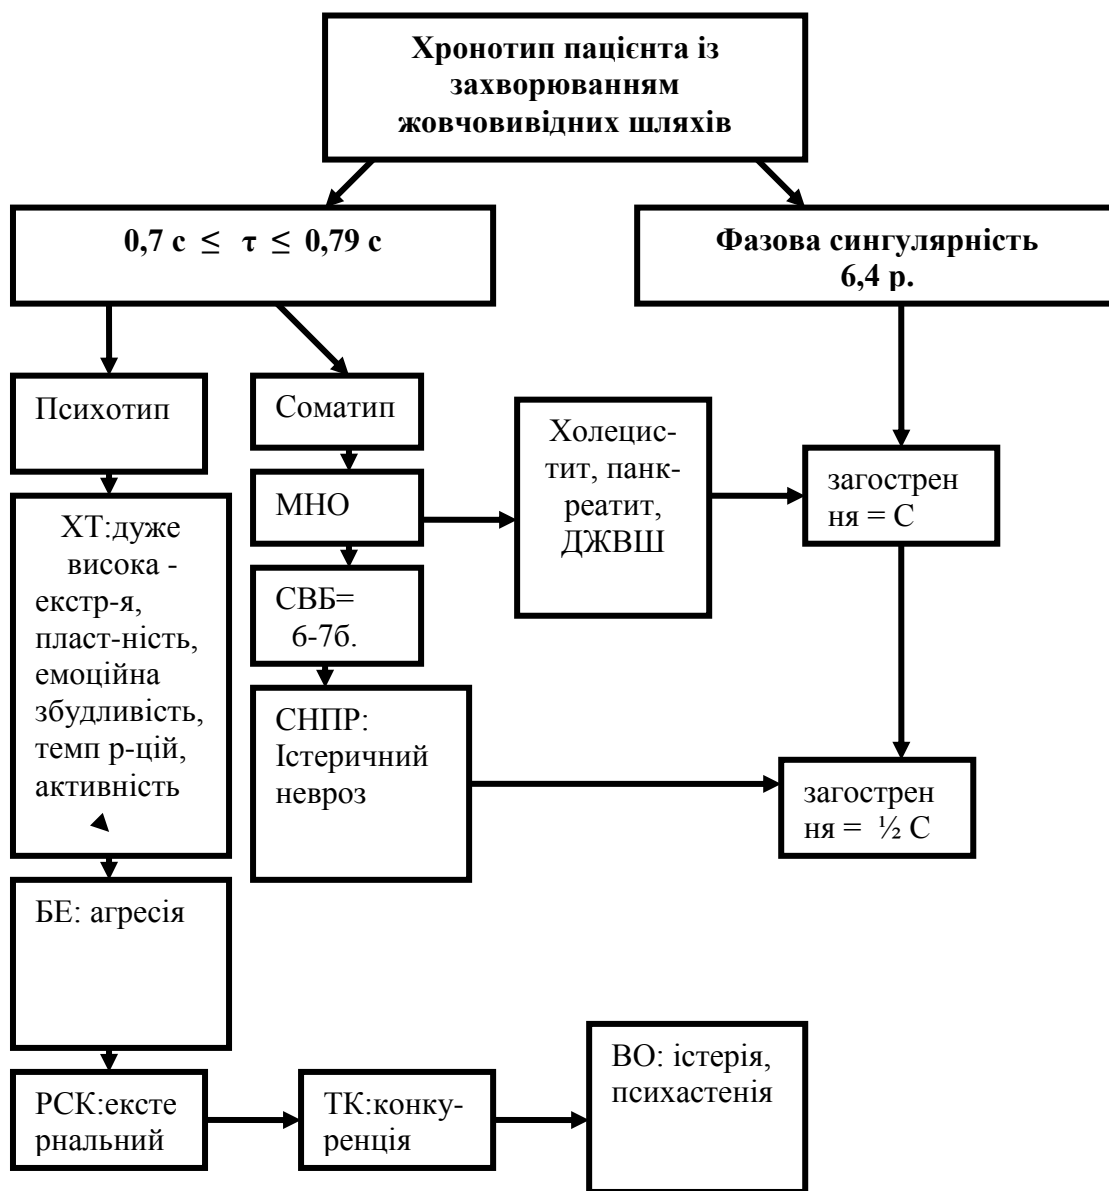 Хронотип пацієнта із
захворюванням
жовчовивідних шляхів
0,7 с ≤ τ ≤ 0,79 с
Фазова сингулярність
6,4 р.
Психотип
Соматип
Холецис-
тит, панк-
реатит,
ДЖВШ
загострен
ня = С
МНО
ХТ:дуже
висока -
екстр-я,
пласт-ність,
емоційна
збудливість,
темп р-цій,
активність
СВБ=
6-7б.
СНПР:
Істеричний
невроз
загострен
ня = ½ С
БЕ: агресія
РСК:експте
рнальний
ТК:конку-
ренція
ВО: істерія,
психастенія